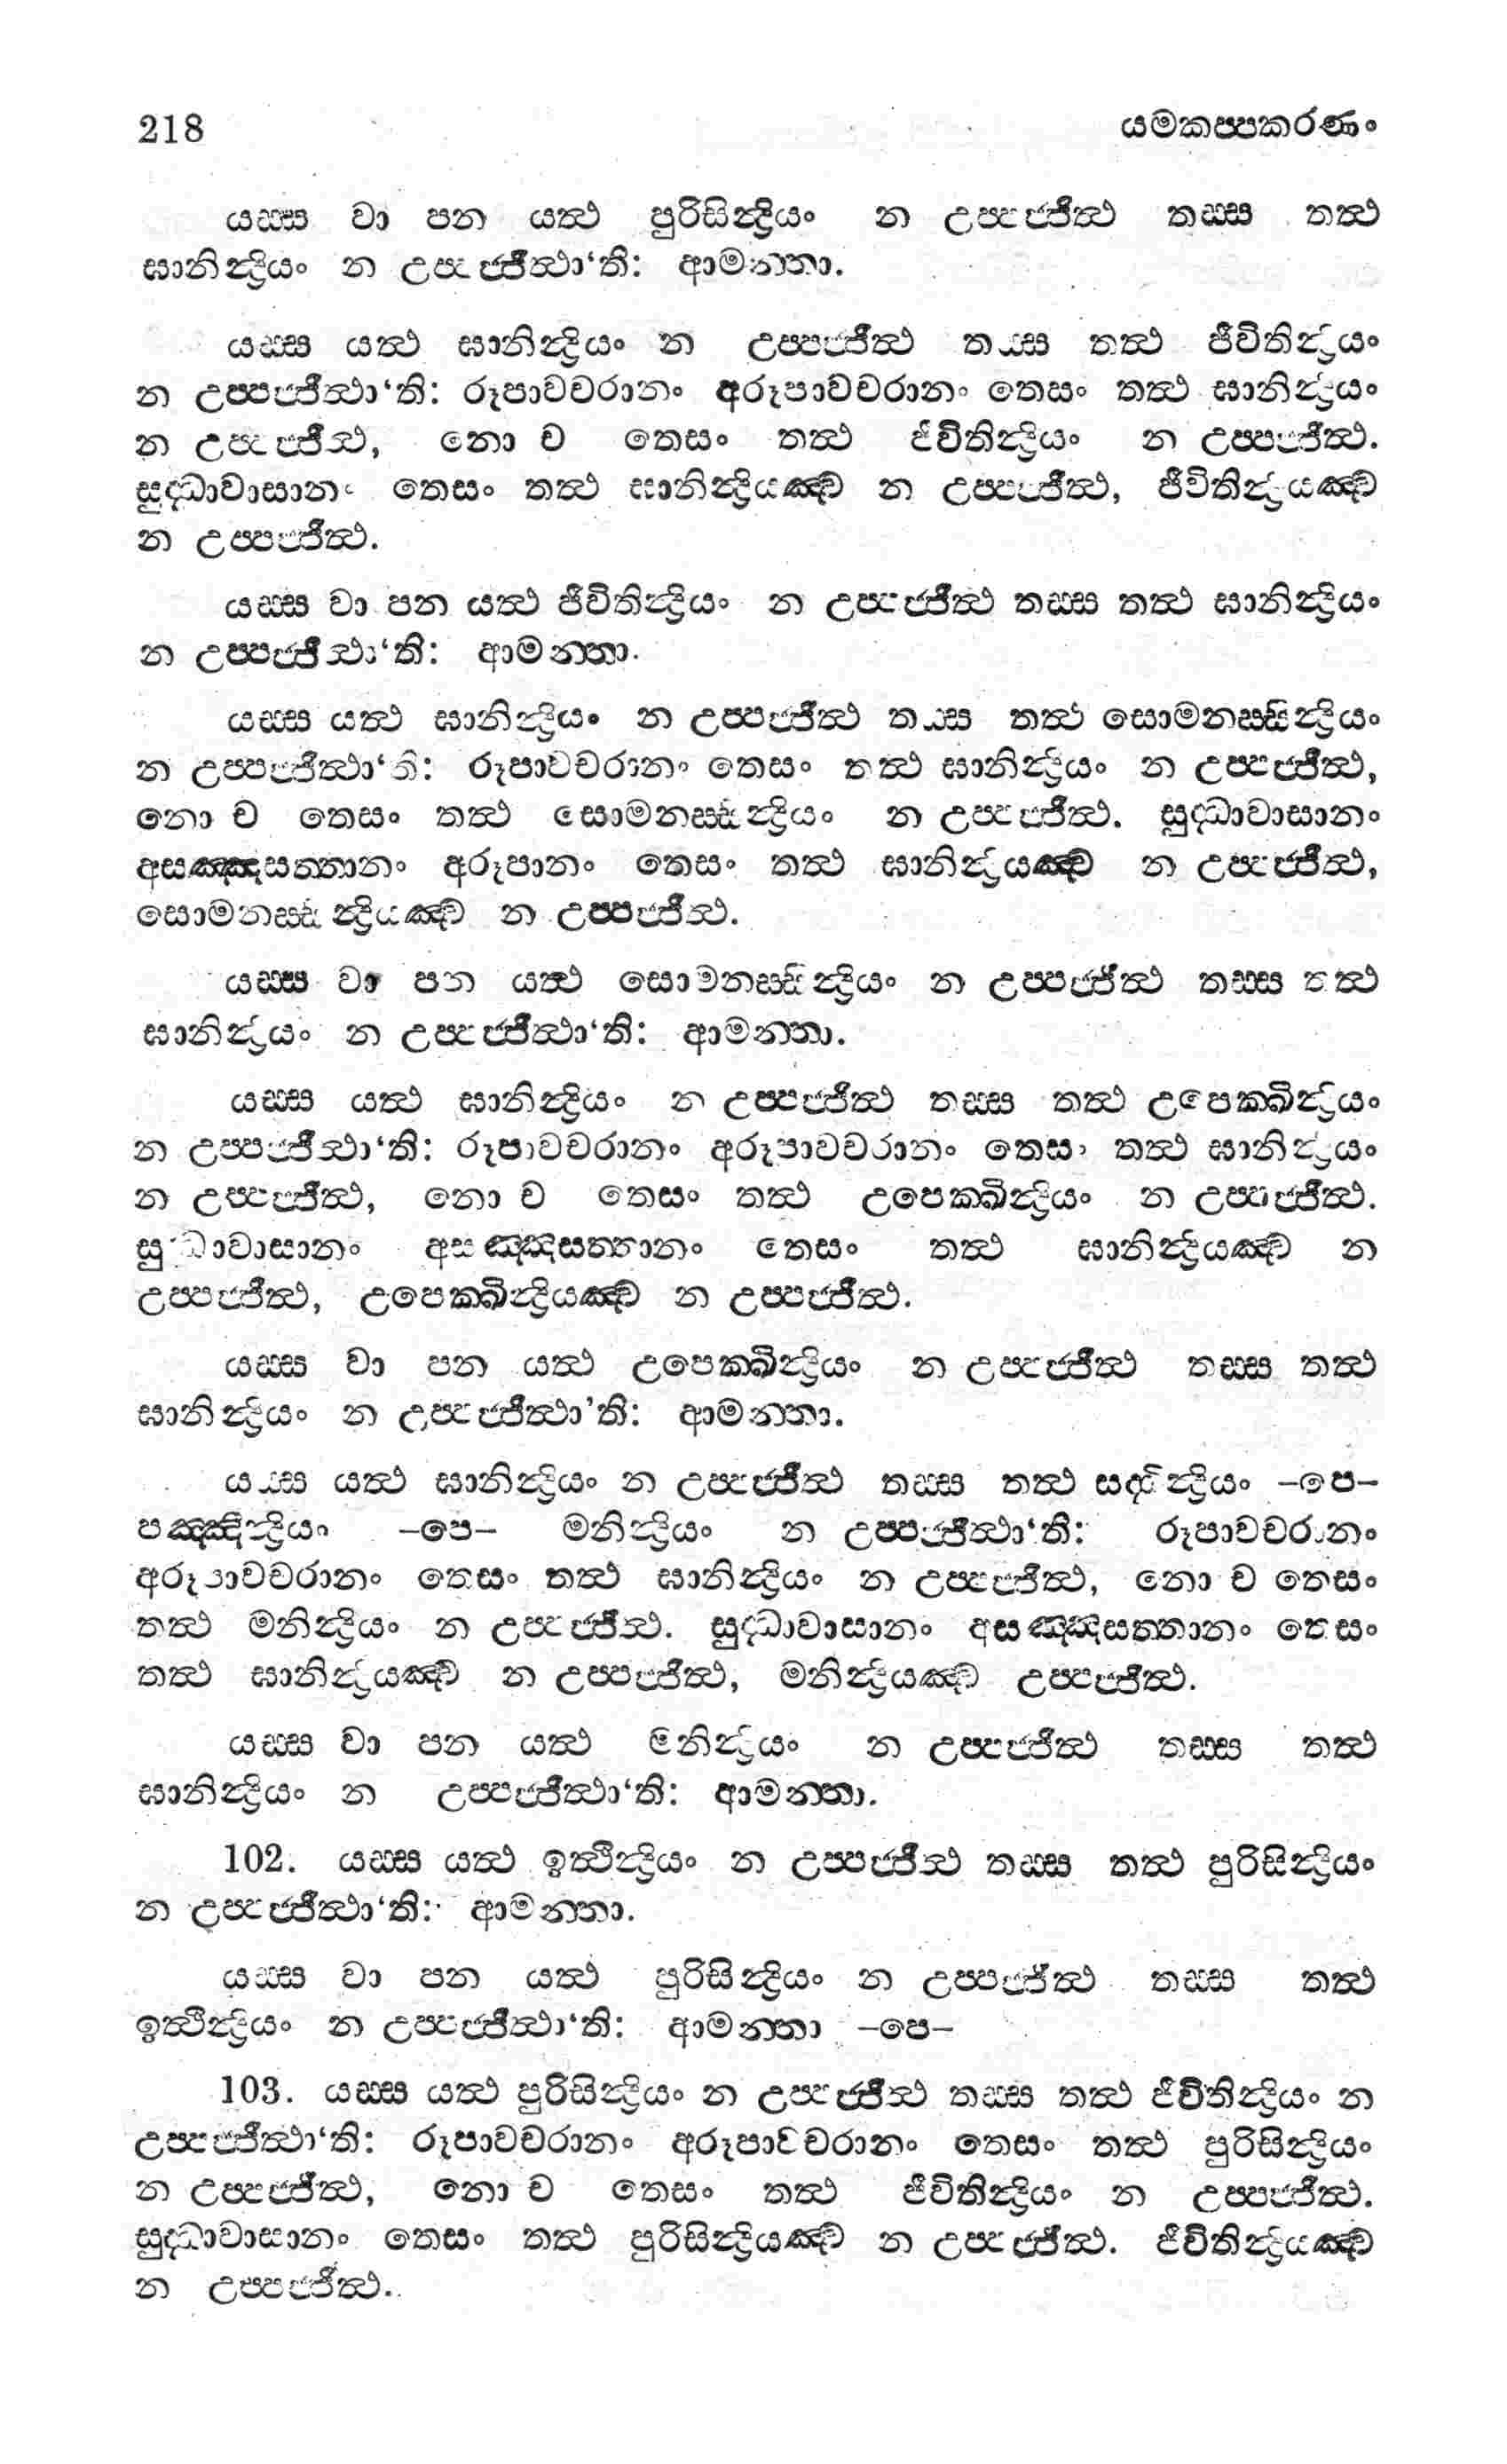 218 යමකප්පකරණං
යස්ස වා පන යත්ථ පුරිසින්ද්‍රියං න උප්පජ්ජිත්ථ තස්ස තත්ථ
ඝානින්ද්‍රියං න උප්පජ්ජිත්ථා‘ති: ආමන්තා.
යස්ස යත්ථ ඝානින්ද්‍රියං න උප්පජ්ජිත්ථ තස්ස තත්ථ ජීවිතින්ද්‍රියං
න උප්පජ්ජිත්ථා‘ති: රූපාවචරානං අරූපාවචරානං තෙසං තත්ථ ඝානින්ද්‍රියං
න උප්පජ්ජිත්ථ, නො ච තෙසං තත්ථ ජීවිතින්ද්‍රියං න උප්පජ්ජිත්ථ.
සුද්ධාවාසානං තෙසං තත්ථ ඝානින්ද්‍රියඤ්ච න උප්පජ්ජිත්ථ, ජීවිතින්ද්‍රියඤ්ච
න උප්පජ්ජිත්ථ.
යස්ස වා පන යත්ථ ජීවිතින්ද්‍රියං න උප්පජ්ජිත්ථ තස්ස තත්ථ ඝානින්ද්‍රියං
න උප්පජ්ජිත්ථා‘ති: ආමන්තා.
යස්ස යත්ථ ඝානින්ද්‍රියං න උප්පජ්ජිත්ථ තස්ස තත්ථ සොමනස්සින්ද්‍රියං
න උප්පජ්ජිත්ථා‘ති: රූපාවචරානං තෙසං තත්ථ ඝානින්ද්‍රියං න උප්පජ්ජිත්ථ,
නො ච තෙසං තත්ථ සොමනස්සින්ද්‍රියං න උප්පජ්ජිත්ථ. සුද්ධාවාසානං
අසඤ්ඤසත්තානං අරූපානං තෙසං තත්ථ ඝානින්ද්‍රියඤ්ච න උප්පජ්ජිත්ථ,
සොමනස්සින්ද්‍රියඤ්ච න උප්පජ්ජිත්ථ.
යස්ස වා පන යත්ථ සොමනස්සින්ද්‍රියං න උප්පජ්ජිත්ථ තස්ස තත්ථ
ඝානින්ද්‍රියං න උප්පජ්ජිත්ථා‘ති: ආමන්තා.
යස්ස යත්ථ ඝානින්ද්‍රියං න උප්පජ්ජිත්ථ තස්ස තත්ථ උපෙක්ඛින්ද්‍රියං
න උප්පජ්ජිත්ථා‘ති: රූපාවචරානං අරූපාවචරානං තෙසං තත්ථ ඝානින්ද්‍රියං
න උප්පජ්ජිත්ථ, නො ච තෙසං තත්ථ උපෙක්ඛින්ද්‍රියං න උප්පජ්ජිත්ථ.
සුද්ධාවාසානං අසඤ්ඤසත්තානං තෙසං තත්ථ ඝානින්ද්‍රියඤ්ච න
උප්පජ්ජිත්ථ, උපෙක්ඛින්ද්‍රියඤ්ච න උප්පජ්ජිත්ථ.
යස්ස වා පන යත්ථ උපෙක්ඛින්ද්‍රියං න උප්පජ්ජිත්ථ තස්ස තත්ථ
ඝානින්ද්‍රියං න උප්පජ්ජිත්ථා’ති: ආමන්තා.
යස්ස යත්ථ ඝානින්ද්‍රියං න උප්පජ්ජිත්ථ තස්ස තත්ථ සද්ධින්ද්‍රියං –පෙ–
පඤ්ඤින්ද්‍රියං –පෙ– මනින්ද්‍රියං න උප්පජ්ජිත්ථා‘ති: රූපාවචරානං
අරූපාවචරානං තෙසං තත්ථ ඝානින්ද්‍රියං න උප්පජ්ජිත්ථ, නො ච තෙසං
තත්ථ මනින්ද්‍රියං න උප්පජ්ජිත්ථ. සුද්ධාවාසානං අසඤ්ඤසත්තානං තෙසං
තත්ථ ඝානින්ද්‍රියඤ්ච න උප්පජ්ජිත්ථ, මනින්ද්‍රියඤ්ච උප්පජ්ජිත්ථ.
යස්ස වා පන යත්ථ මනින්ද්‍රියං න උප්පජ්ජිත්ථ තස්ස තත්ථ
ඝානින්ද්‍රියං න උප්පජ්ජිත්ථා‘ති: ආමන්තා.
102. යස්ස යත්ථ ඉත්ථින්ද්‍රියං න උප්පජ්ජිත්ථ තස්ස තත්ථ පුරිසින්ද්‍රියං
න උප්පජ්ජිත්ථා‘ති: ආමන්තා.
යස්ස වා පන යත්ථ පුරිසින්ද්‍රියං න උප්පජ්ජිත්ථ තස්ස තත්ථ
ඉත්ථින්ද්‍රියං න උප්පජ්ජිත්ථා‘ති: ආමන්තා –පෙ–
103. යස්ස යත්ථ පුරිසින්ද්‍රියං න උප්පජ්ජිත්ථ තස්ස තත්ථ ජීවිතින්ද්‍රියං න
උප්පජ්ජිත්ථා‘ති: රූපාවචරානං අරූපාවචරානං තෙසං තත්ථ පුරිසින්ද්‍රියං
න උප්පජ්ජිත්ථ, නො ච තෙසං තත්ථ ජීවිතින්ද්‍රියං න උප්පජ්ජිත්ථ.
සුද්ධාවාසානං තෙසං තත්ථ පුරිසින්ද්‍රියඤ්ච න උප්පජ්ජිත්ථ. ජීවිතින්ද්‍රියඤ්ච
න උප්පජ්ජිත්ථ.